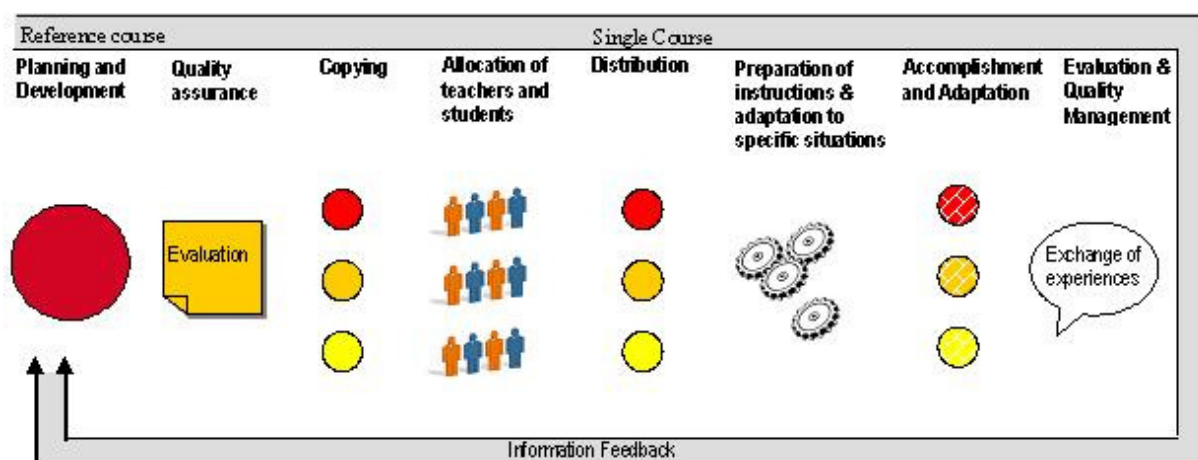 Reference course
Single Course
Planning and
Development
Quality
assurance
Copying
Allocation of
teachers and
students
Distribution
Preparation of
instructions &
adaptation to
specific situations
Accomplishment
and Adaptation
Evaluation &
Quality
Management
Evaluation
Exchange of
experiences
Information Feedback